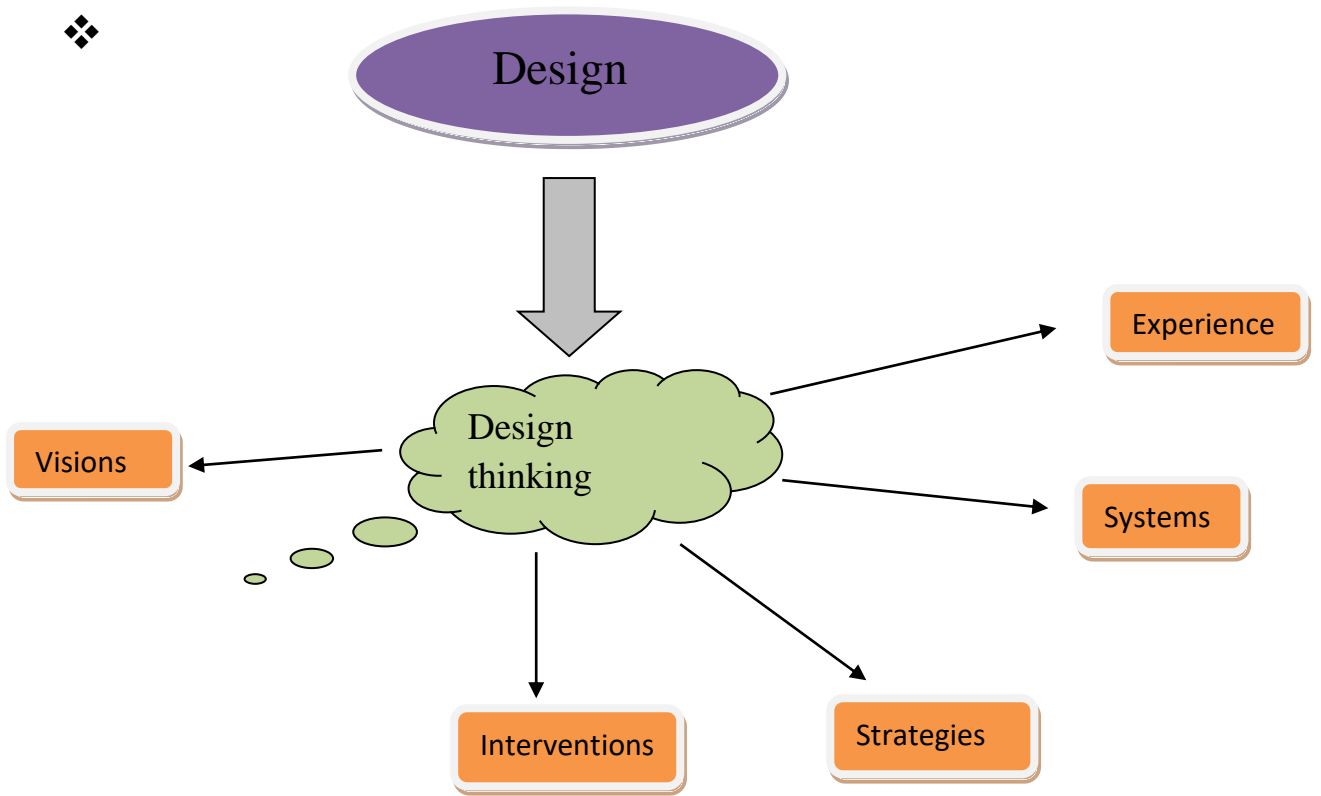 Design
Experience
Design
thinking
Visions
Systems
Interventions
Strategies